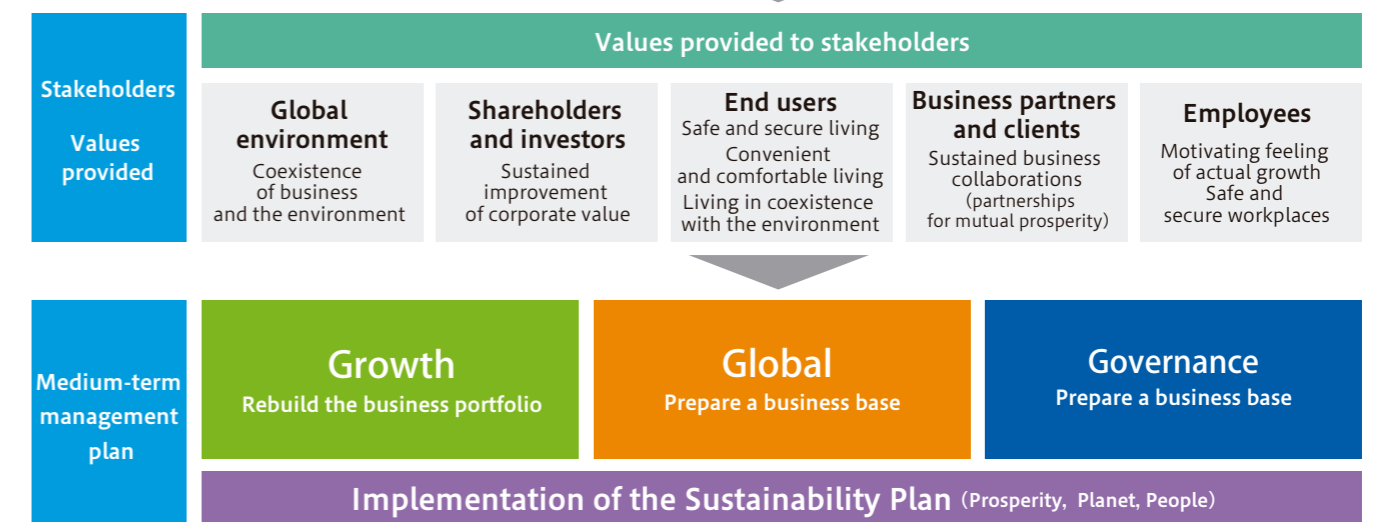 Stakeholders
Values
provided
Values provided to stakeholders
Global
environment
Coexistence
of business
and the environment
Shareholders
and investors
Sustained
improvement
of corporate value
End users
Safe and secure living
Convenient
and comfortable living
Living in coexistence
with the environment
Business partners
and clients
Sustained business
collaborations
(partnerships
for mutual prosperity)
Employees
Motivating feeling
of actual growth
Safe and
secure workplaces
Medium-term
management
plan
Growth
Rebuild the business portfolio
Global
Prepare a business base
Governance
Prepare a business base
Implementation of the Sustainability Plan (Prosperity, Planet, People)